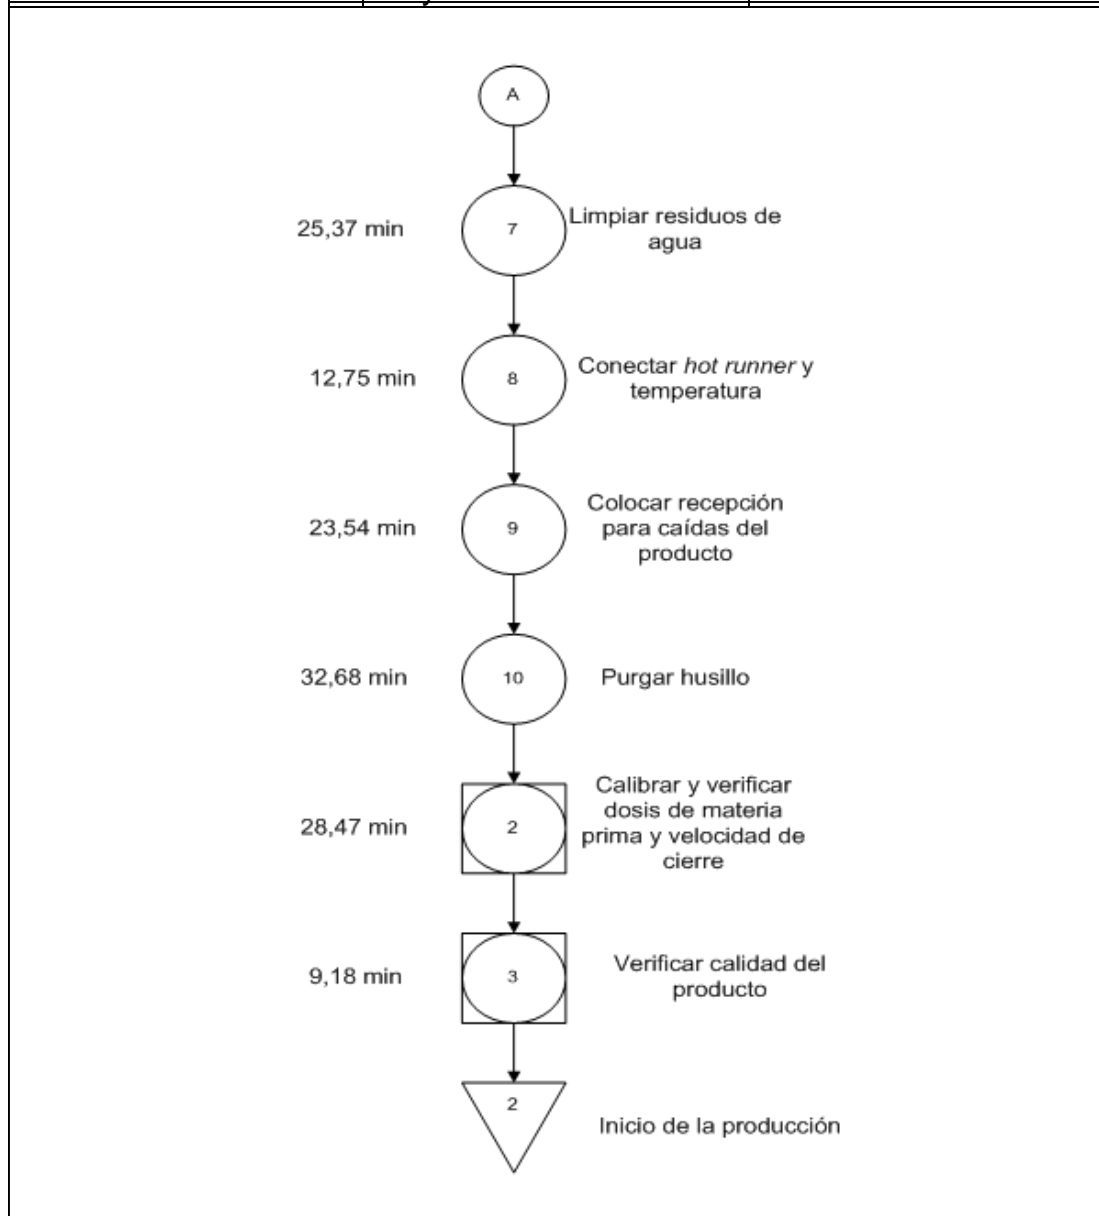 A
25,37 min
7
Limpiar residuos de
agua
12,75 min
8
Conectar hot runner y
temperatura
23,54 min
9
Colocar recepción
para caídas del
producto
32,68 min
10
Purgar husillo
28,47 min
2
Calibrar y verificar
dosis de materia
prima y velocidad de
cierre
9,18 min
3
Verificar calidad del
producto
2
Inicio de la producción